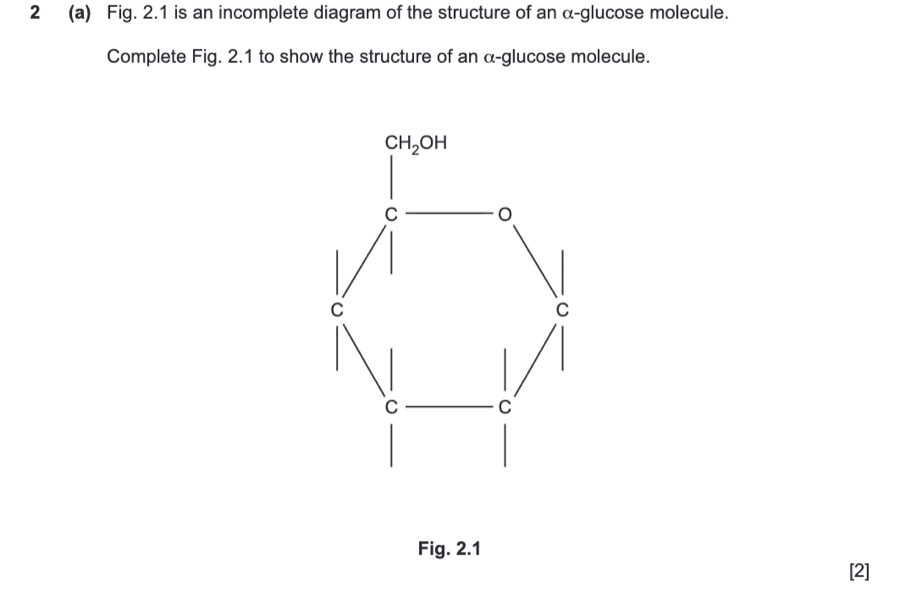 2 (a) Fig. 2.1 is an incomplete diagram of the structure of an α-glucose molecule.
Complete Fig. 2.1 to show the structure of an α-glucose molecule.
CH₂OH
C O
C C
C C
Fig. 2.1
[2]